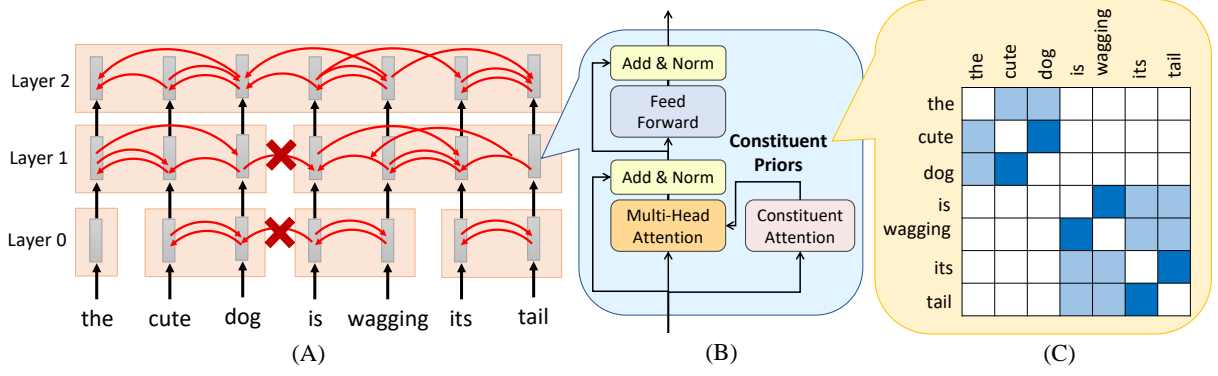 Layer 2
Layer 1
Layer 0
the cute dog is wagging its tail
(A)
Add & Norm
Feed
Forward
Constituent
Priors
Add & Norm
Multi-Head
Attention
Constituent
Attention
(B)
the cute dog is wagging its tail
the
cute
dog
is
wagging
its
tail
(C)